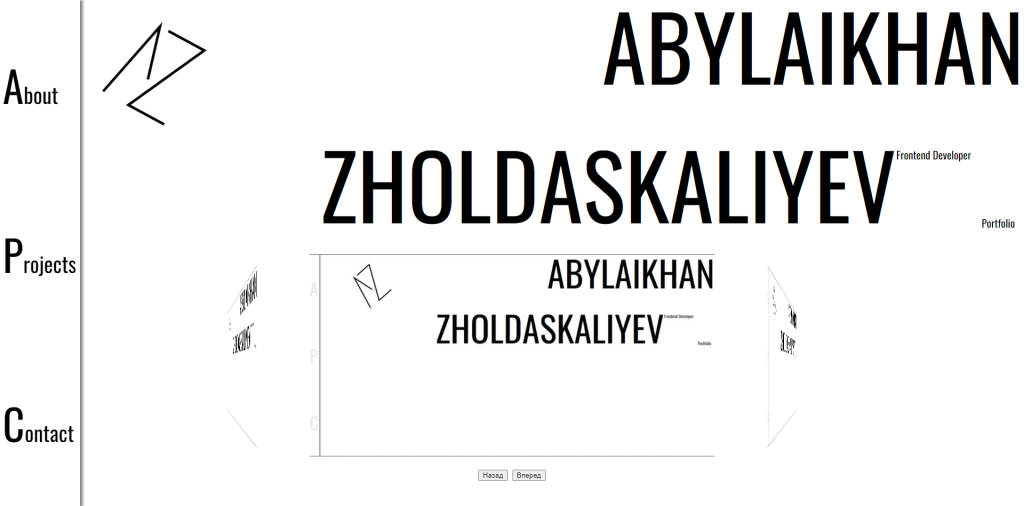 About
Projects
Contact
ABYLAIKHAN
ZHOLDASKALIYEV
Frontend Developer
Portfolio
A
P
C
ABYLAIKHAN
ZHOLDASKALIYEV
Frontend Developer
Portfolio
Назад
Вперед